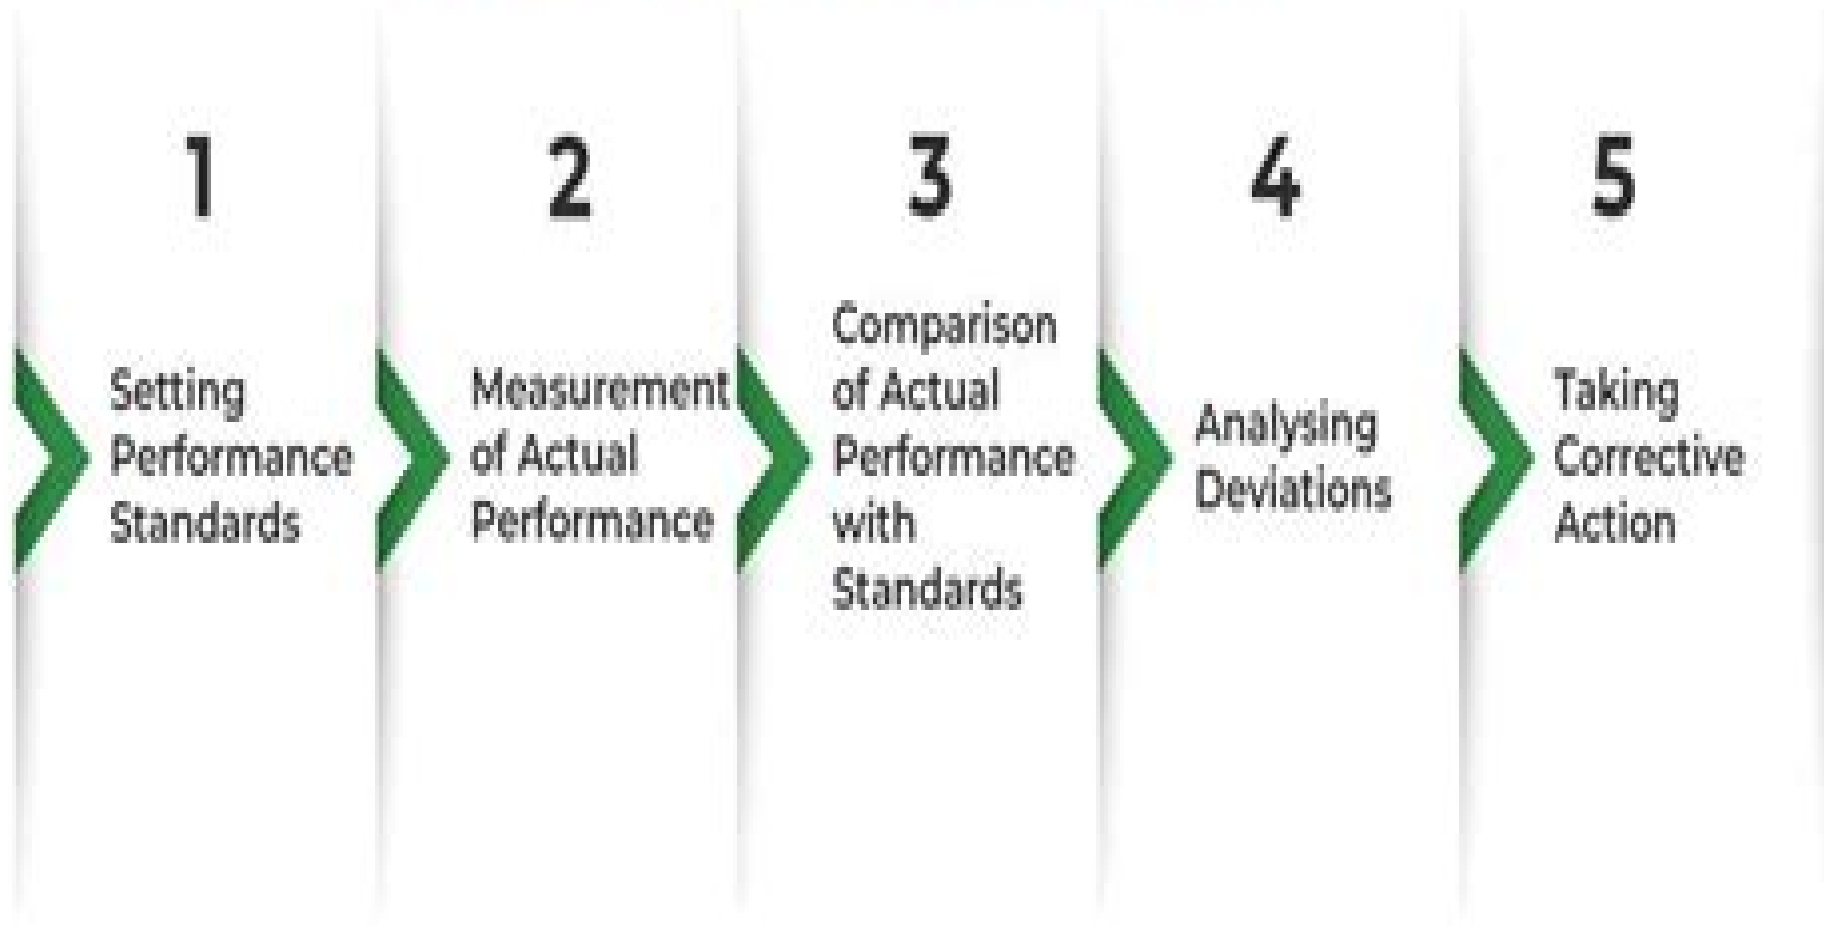 1
Setting
Performance
Standards
2
Measurement
of Actual
Performance
3
Comparison
of Actual
Performance
with
Standards
4
Analysing
Deviations
5
Taking
Corrective
Action